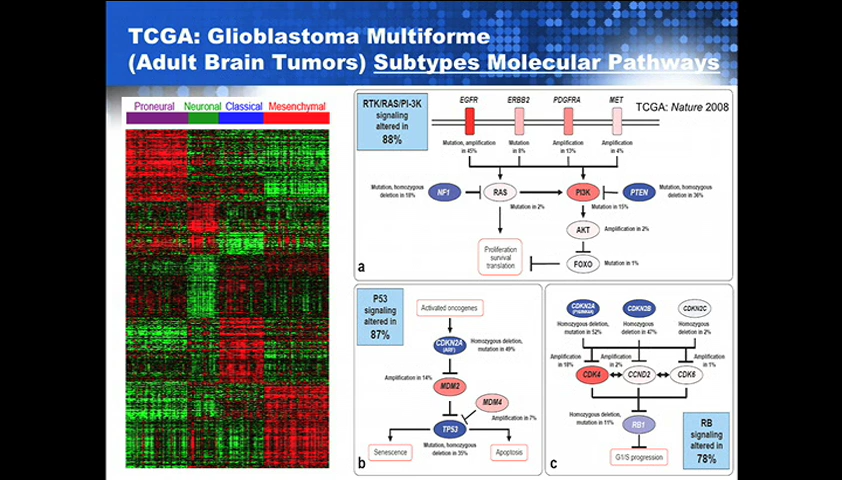 TCGA: Glioblastoma Multiforme
(Adult Brain Tumors) Subtypes Molecular Pathways
Proneural Neuronal Classical Mesenchymal
RTK/RAS/PI-3K
signaling
altered in
88%
EGFR ERBB2 PDGFRA MET
TCGA: Nature 2008
Mutation, amplification
in 45%
Mutation
in 8%
Amplification
in 13%
Amplification
in 4%
Mutation, homozygous
deletion in 18%
NF1
RAS
Mutation in 2%
PI3K
Mutation in 15%
PTEN
Mutation, homozygous
deletion in 36%
AKT
Amplification in 2%
Proliferation
survival
translation
FOXO
Mutation in 1%
a
P53
signaling
altered in
87%
Activated oncogenes
CDKN2A
(ARF)
Homozygous deletion,
mutation in 49%
Amplification in 14%
MDM2
MDM4
Amplification in 7%
TP53
Senescence
Mutation, homozygous
deletion in 35%
Apoptosis
b
CDKN2A
CDKN2B
CDKN2C
Homozygous deletion,
mutation in 52%
Homozygous
deletion in 47%
Homozygous
deletion in 2%
Amplification
in 18%
Amplification
in 2%
Amplification
in 1%
CDK4
CCND2
CDK6
Homozygous deletion,
mutation in 11%
RB1
G1/S progression
RB
signaling
altered in
78%
c